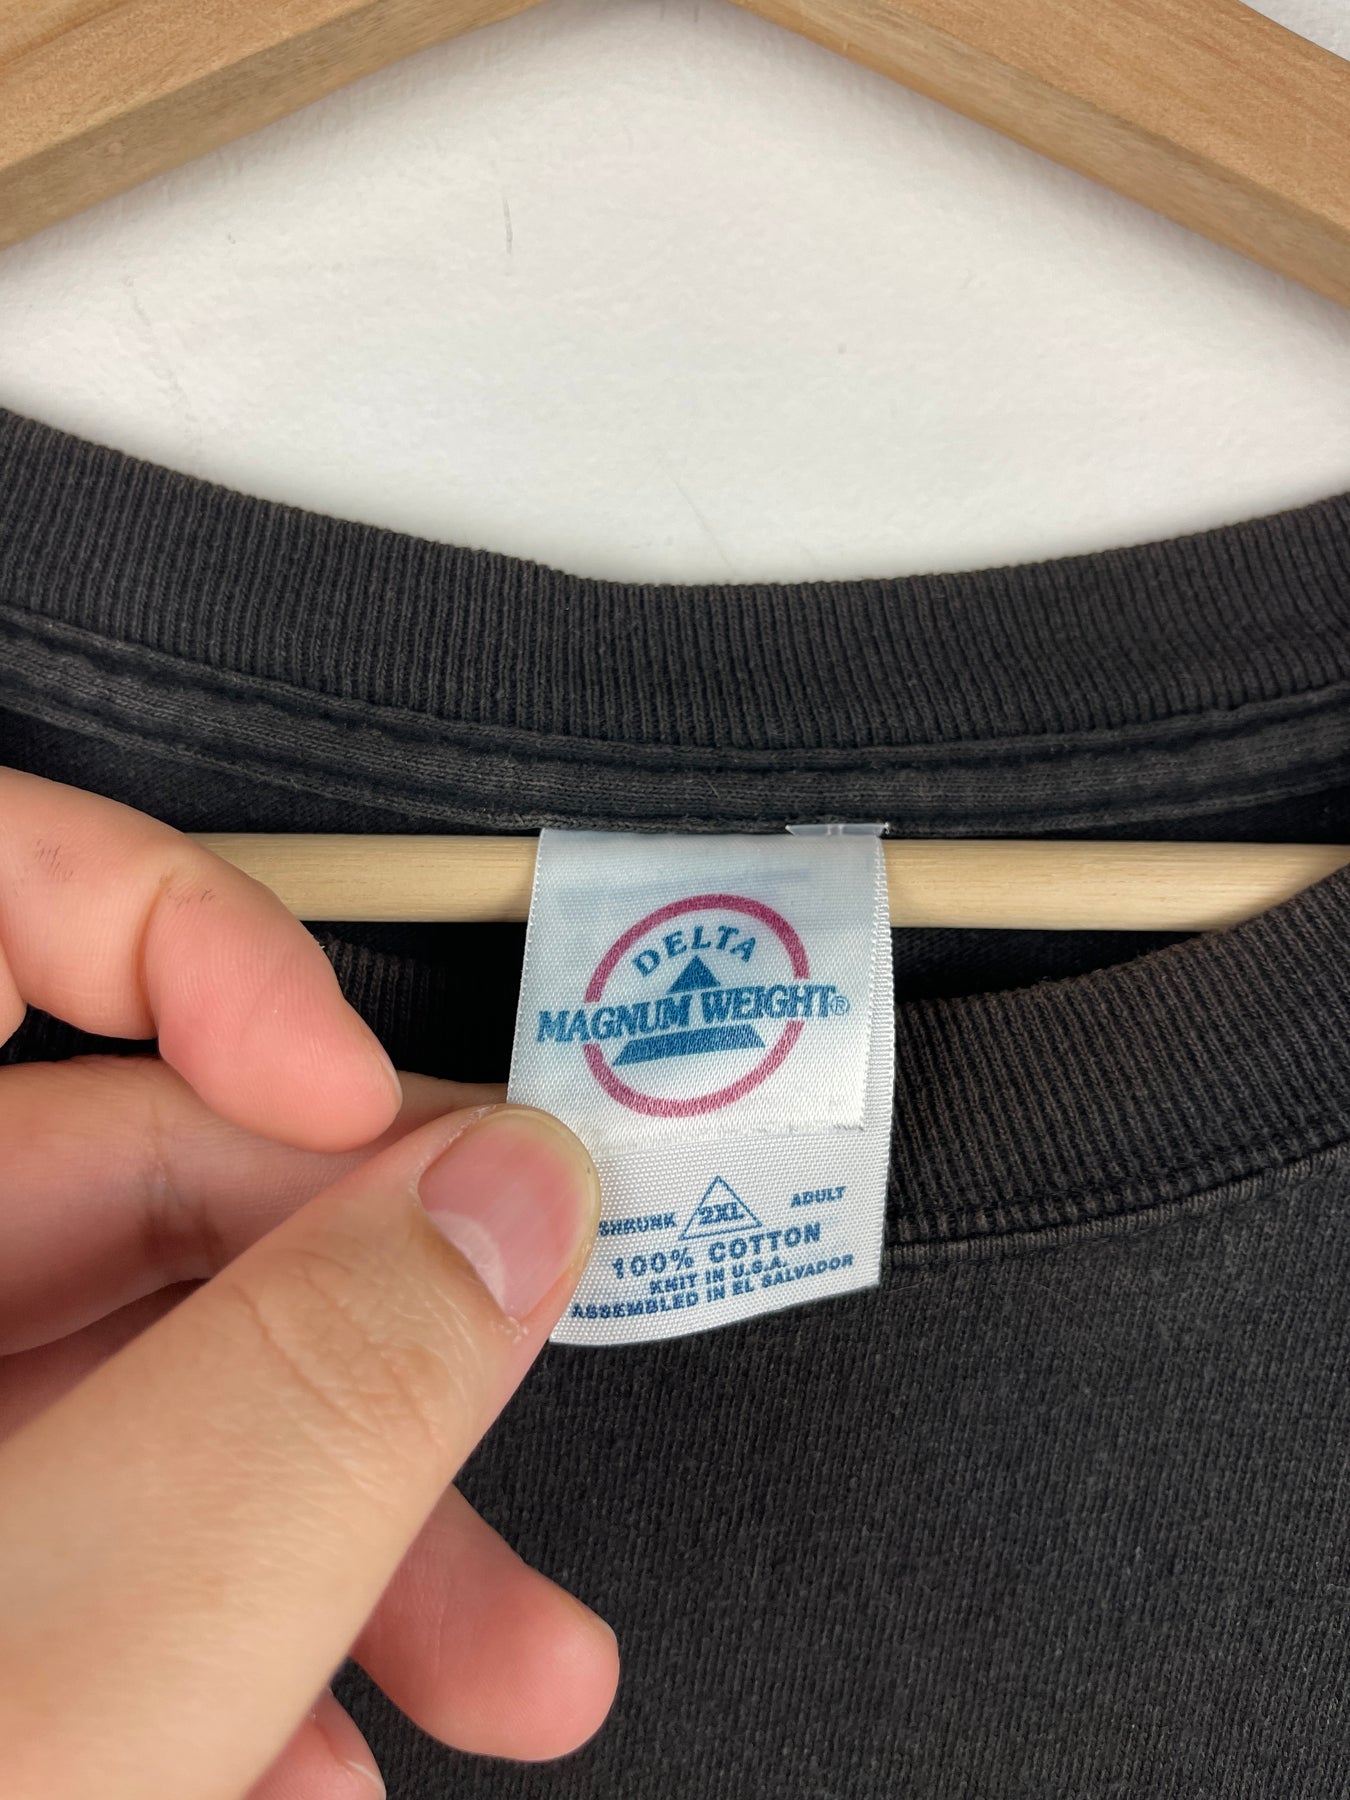 DELTA
MAGNUM WEIGHT®
SHRUNK 2XL ADULT
100% COTTON
KNIT IN U.S.A.
ASSEMBLED IN EL SALVADOR